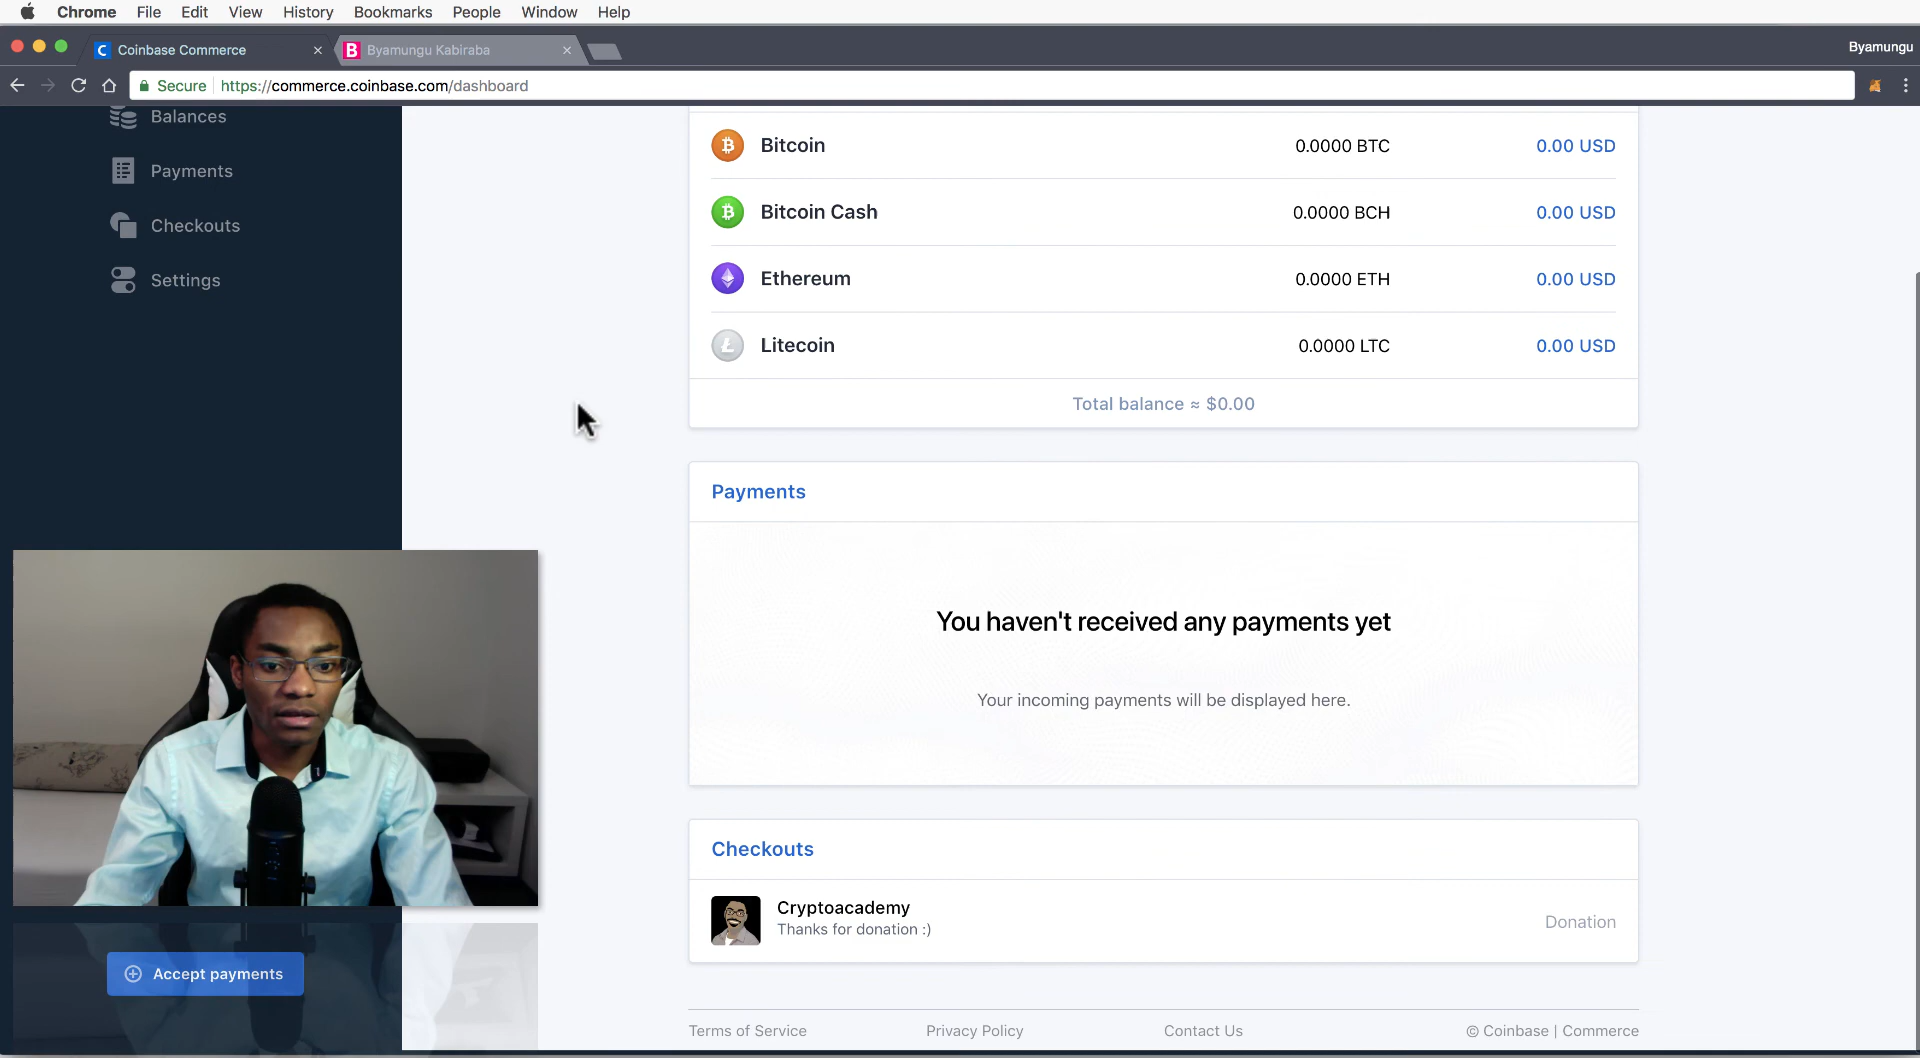 Chrome File Edit View History Bookmarks People Window Help
Coinbase Commerce
Byamungu Kabiraba
Byamungu
Secure https://commerce.coinbase.com/dashboard
Balances
Payments
Checkouts
Settings
Accept payments
Bitcoin 0.0000 BTC 0.00 USD
Bitcoin Cash 0.0000 BCH 0.00 USD
Ethereum 0.0000 ETH 0.00 USD
Litecoin 0.0000 LTC 0.00 USD
Total balance ≈ $0.00
Payments
You haven't received any payments yet
Your incoming payments will be displayed here.
Checkouts
Cryptoacademy
Thanks for donation :)
Donation
Terms of Service Privacy Policy Contact Us © Coinbase | Commerce